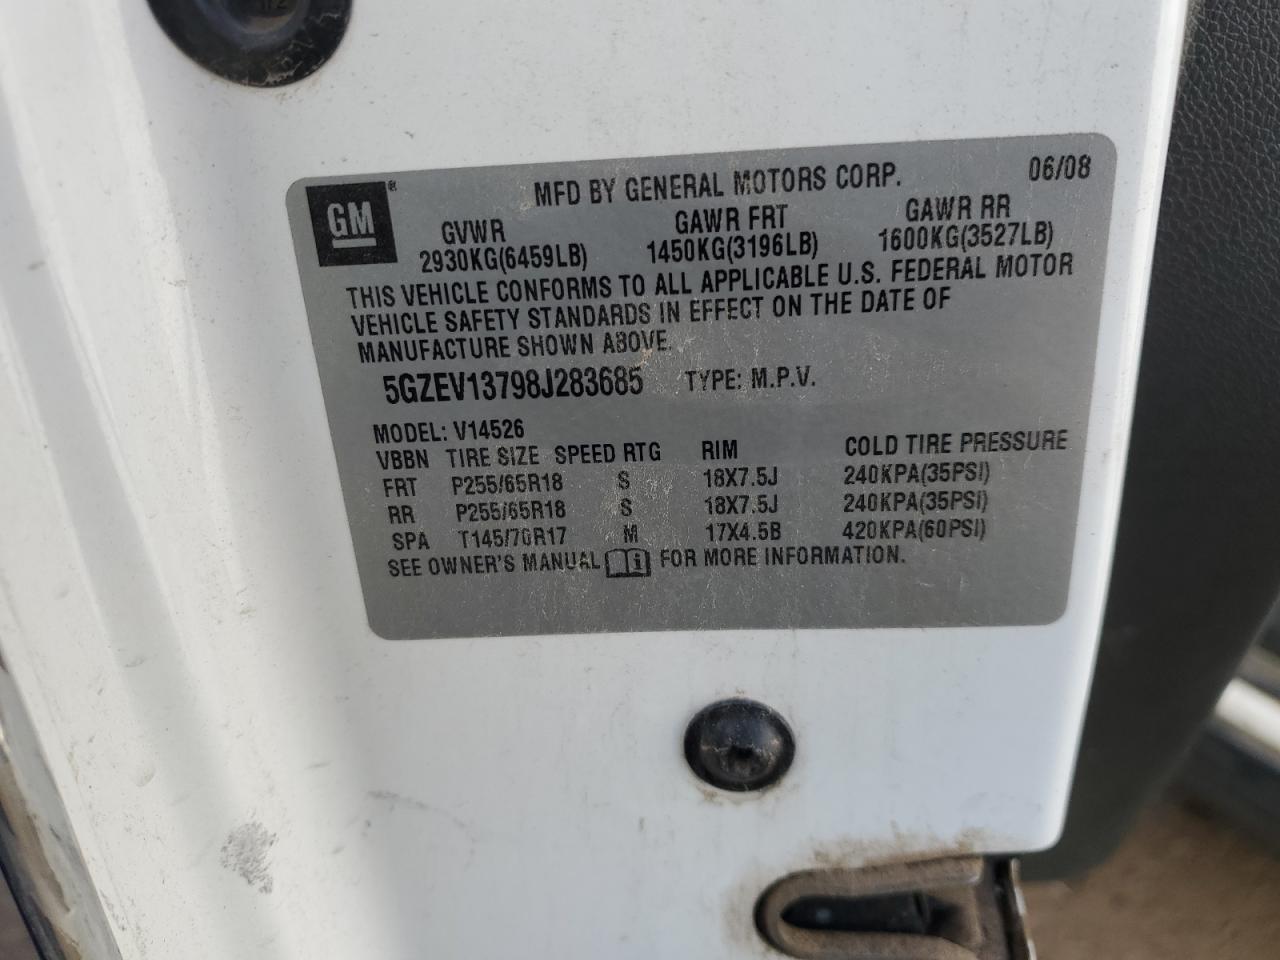 MFD BY GENERAL MOTORS CORP. 06/08
GM®
GVWR GAWR FRT GAWR RR
2930KG(6459LB) 1450KG(3196LB) 1600KG(3527LB)
THIS VEHICLE CONFORMS TO ALL APPLICABLE U.S. FEDERAL MOTOR
VEHICLE SAFETY STANDARDS IN EFFECT ON THE DATE OF
MANUFACTURE SHOWN ABOVE.
5GZEV13798J283685 TYPE: M.P.V.
MODEL: V14526
VBBN TIRE SIZE SPEED RTG RIM COLD TIRE PRESSURE
FRT P255/65R18 S 18X7.5J 240KPA(35PSI)
RR P255/65R18 S 18X7.5J 240KPA(35PSI)
SPA T145/70R17 M 17X4.5B 420KPA(60PSI)
SEE OWNER'S MANUAL i FOR MORE INFORMATION.